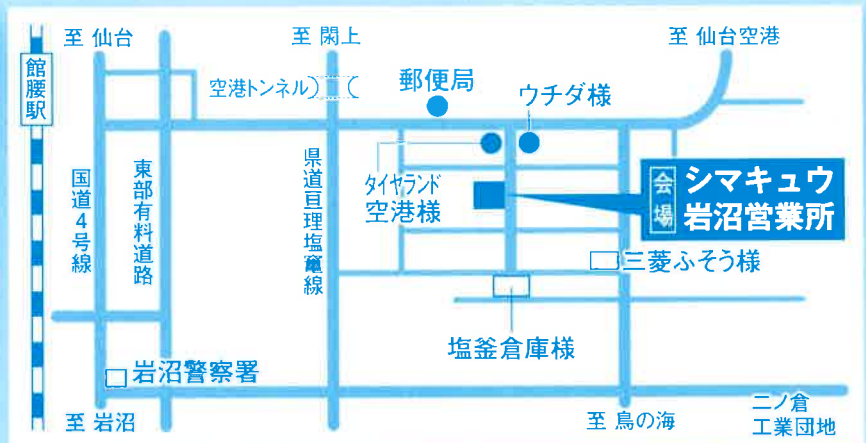 至 仙台
至 閖上
至 仙台空港
館腰駅
空港トンネル
郵便局
ウチダ様
国道4号線
東部有料道路
県道亘理塩竈線
タイヤランド
空港様
会場
シマキュウ
岩沼営業所
三菱ふそう様
塩釜倉庫様
岩沼警察署
至 岩沼
至 鳥の海
二ノ倉
工業団地